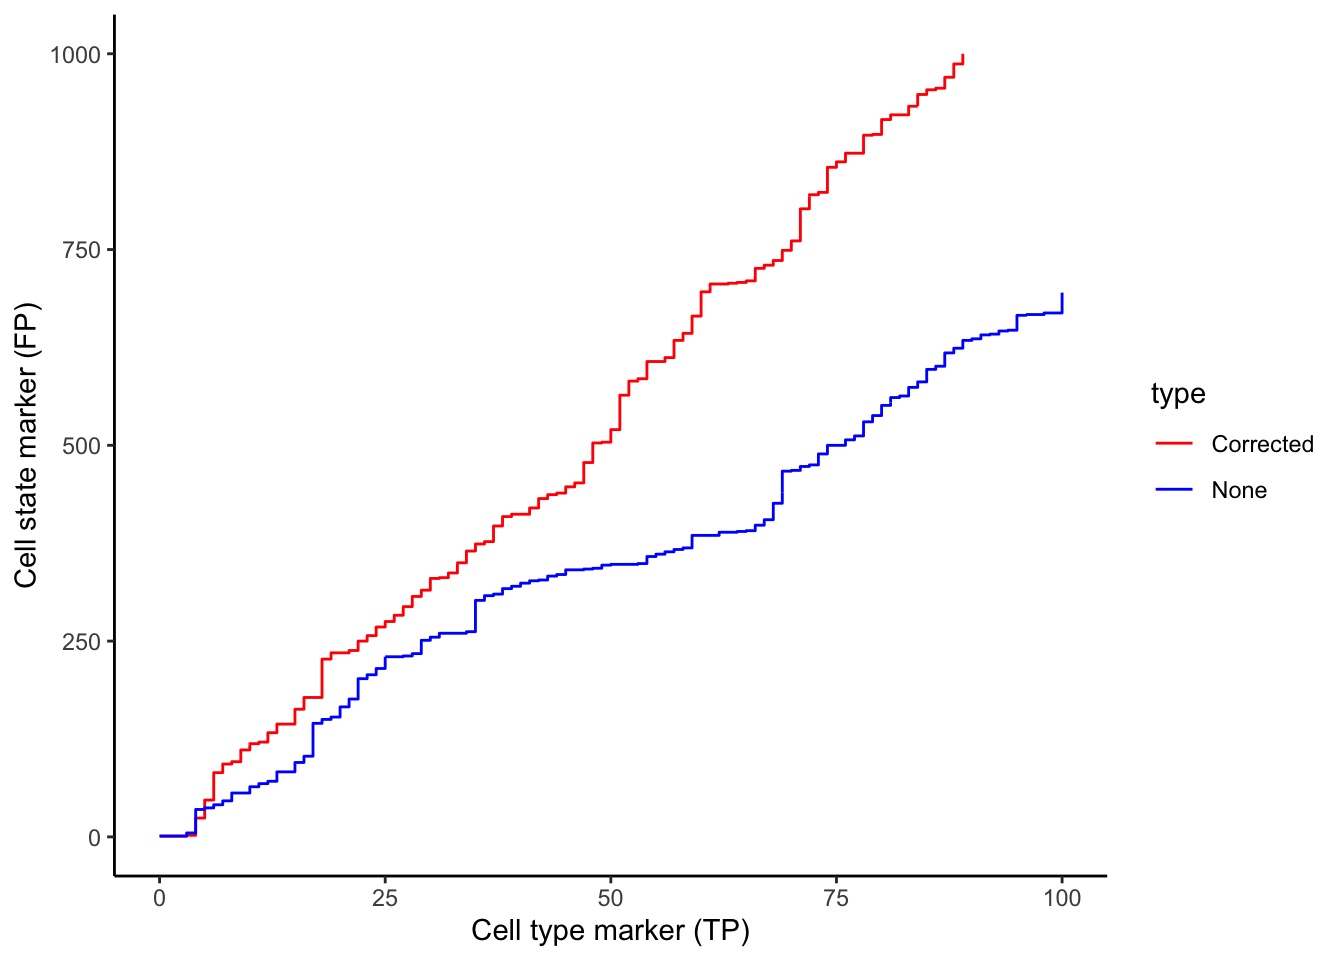 1000
750
500
250
0
Cell state marker (FP)
0 25 50 75 100
Cell type marker (TP)
type
Corrected
None